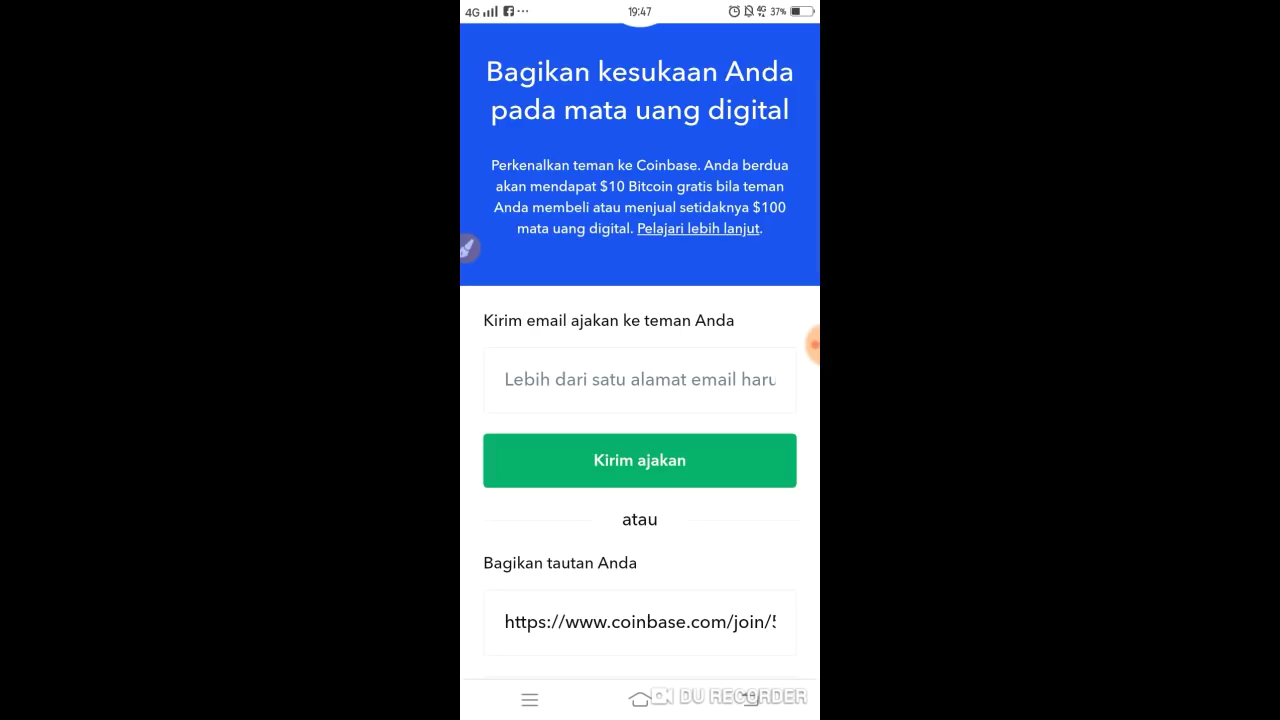 4G 19:47 4G 37%
Bagikan kesukaan Anda
pada mata uang digital
Perkenalkan teman ke Coinbase. Anda berdua
akan mendapat $10 Bitcoin gratis bila teman
Anda membeli atau menjual setidaknya $100
mata uang digital. Pelajari lebih lanjut.
Kirim email ajakan ke teman Anda
Lebih dari satu alamat email haru
Kirim ajakan
atau
Bagikan tautan Anda
https://www.coinbase.com/join/5
DU RECORDER